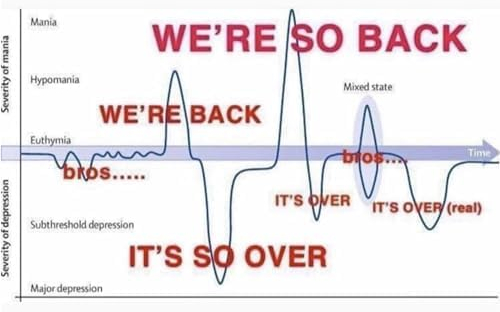 Mania
WE'RE SO BACK
Severity of mania
Hypomania
Mixed state
WE'RE BACK
Euthymia
Time
bros.....
bros....
Severity of depression
IT'S OVER
IT'S OVER (real)
Subthreshold depression
IT'S SO OVER
Major depression